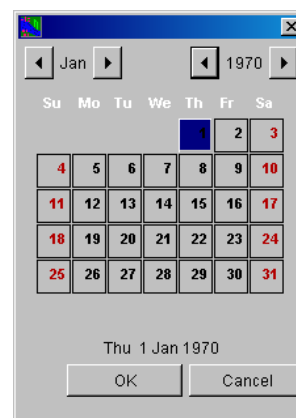 Jan 1970
Su Mo Tu We Th Fr Sa
1 2 3
4 5 6 7 8 9 10
11 12 13 14 15 16 17
18 19 20 21 22 23 24
25 26 27 28 29 30 31
Thu 1 Jan 1970
OK Cancel